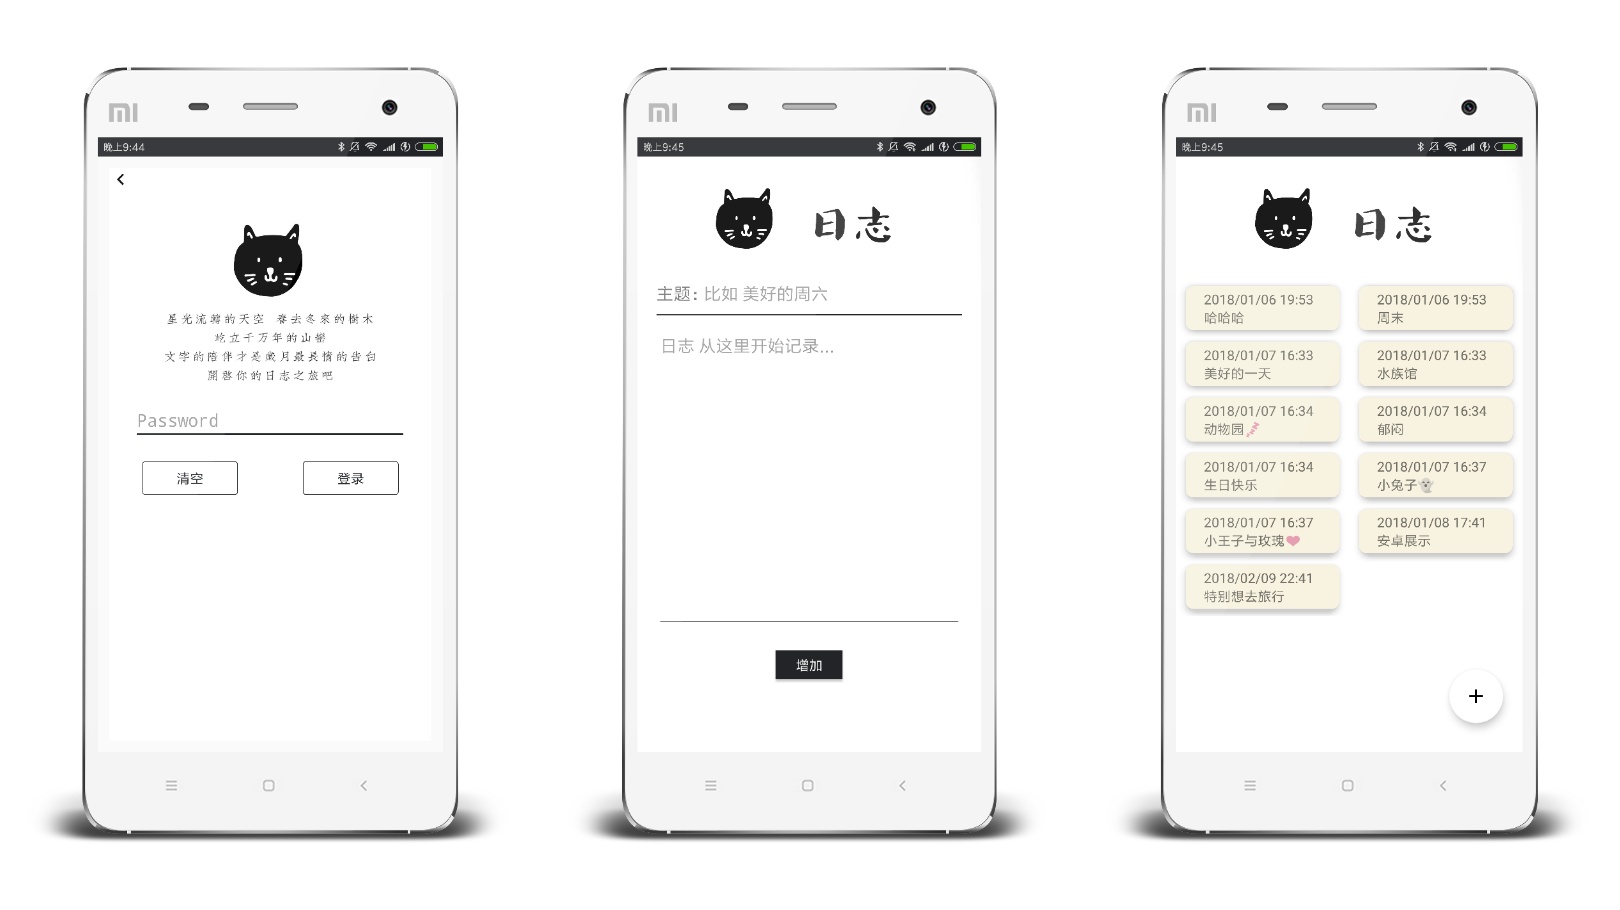 MI
晚上9:44
星光流轉的天空 春去冬來的樹木
屹立千万年的山巒
文字的陪伴才是歲月最長情的告白
開啓你的日志之旅吧
Password
清空
登录
MI
晚上9:45
日志
主题: 比如 美好的周六
日志 从这里开始记录...
增加
MI
晚上9:45
日志
2018/01/06 19:53
哈哈哈
2018/01/06 19:53
周末
2018/01/07 16:33
美好的一天
2018/01/07 16:33
水族馆
2018/01/07 16:34
动物园💤
2018/01/07 16:34
郁闷
2018/01/07 16:34
生日快乐
2018/01/07 16:37
小兔子👻
2018/01/07 16:37
小王子与玫瑰❤
2018/01/08 17:41
安卓展示
2018/02/09 22:41
特别想去旅行
+